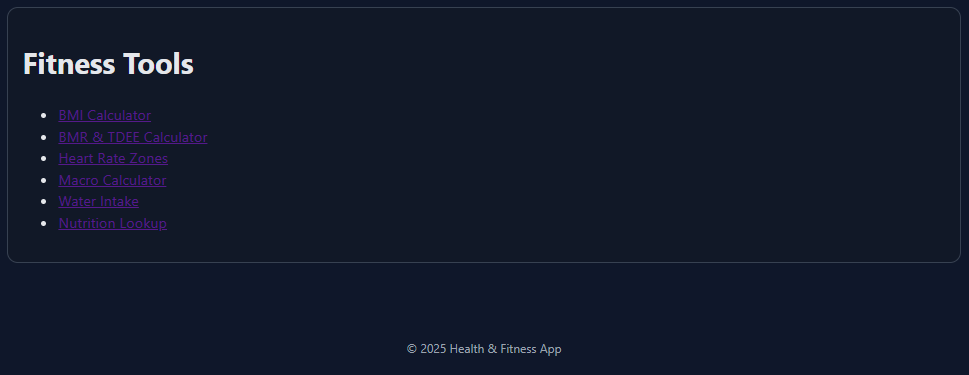 Fitness Tools
BMI Calculator
BMR & TDEE Calculator
Heart Rate Zones
Macro Calculator
Water Intake
Nutrition Lookup
© 2025 Health & Fitness App